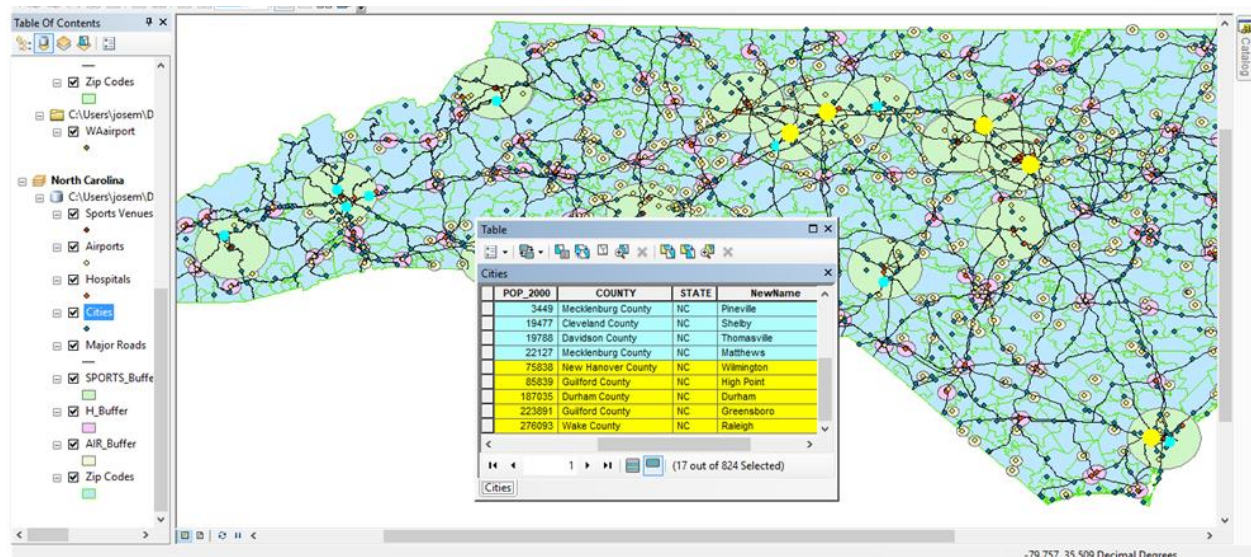 Table Of Contents
Zip Codes
C:\Users\josem\D
WAairport
North Carolina
C:\Users\josem\D
Sports Venues
Airports
Hospitals
Cities
Major Roads
SPORTS_Buffe
H_Buffer
AIR_Buffer
Zip Codes
Catalog
Table
Cities
POP_2000 COUNTY STATE NewName
3449 Mecklenburg County NC Pineville
19477 Cleveland County NC Shelby
19788 Davidson County NC Thomasville
22127 Mecklenburg County NC Matthews
75838 New Hanover County NC Wilmington
85839 Guilford County NC High Point
187035 Durham County NC Durham
223891 Guilford County NC Greensboro
276093 Wake County NC Raleigh
1
(17 out of 824 Selected)
Cities
-79.757 35.509 Decimal Degrees